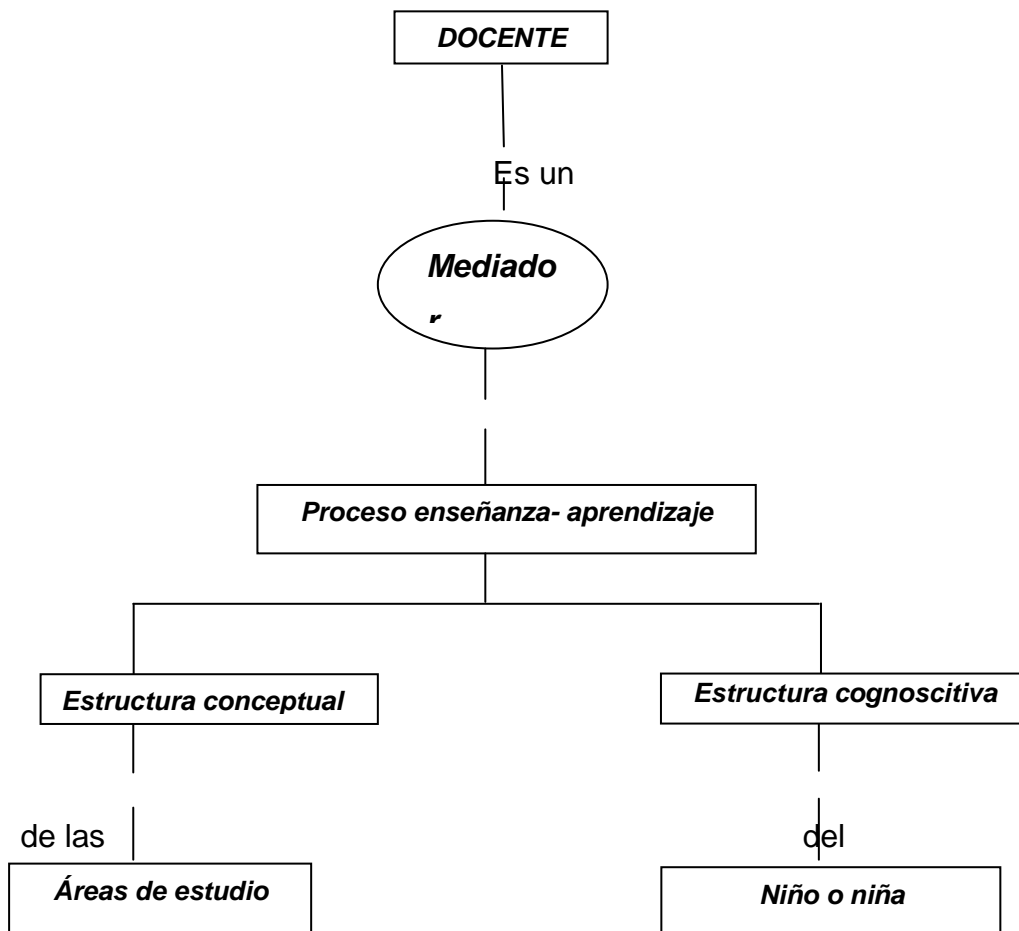 DOCENTE
Es un
Mediado
r
Proceso enseñanza- aprendizaje
Estructura conceptual
Estructura cognoscitiva
de las
del
Áreas de estudio
Niño o niña